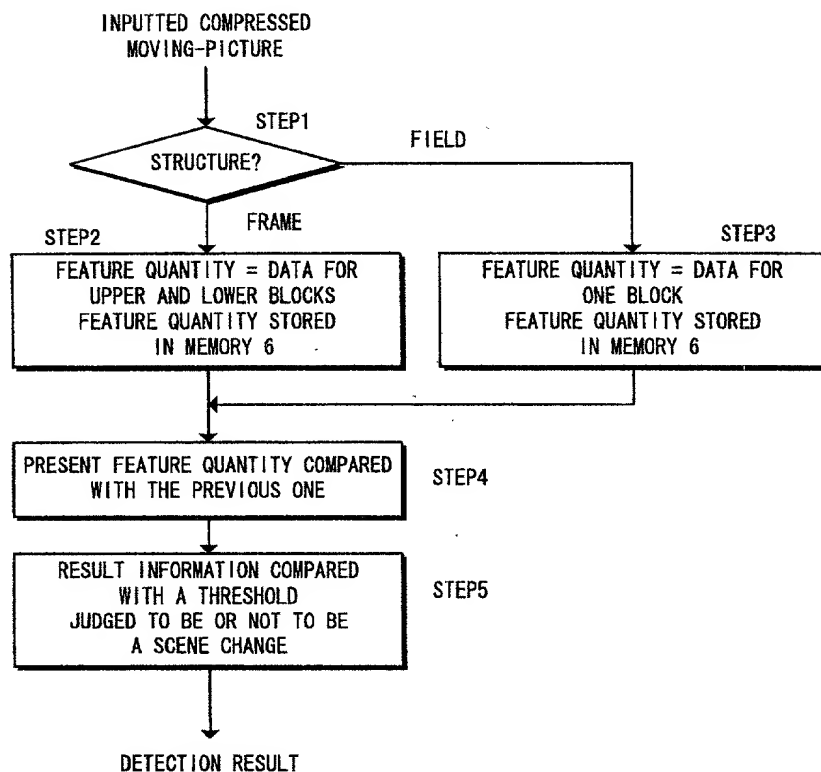 INPUTTED COMPRESSED
MOVING-PICTURE
STEP1
STRUCTURE?
FIELD
FRAME
STEP2
FEATURE QUANTITY = DATA FOR
UPPER AND LOWER BLOCKS
FEATURE QUANTITY STORED
IN MEMORY 6
STEP3
FEATURE QUANTITY = DATA FOR
ONE BLOCK
FEATURE QUANTITY STORED
IN MEMORY 6
PRESENT FEATURE QUANTITY COMPARED
WITH THE PREVIOUS ONE
STEP4
RESULT INFORMATION COMPARED
WITH A THRESHOLD
JUDGED TO BE OR NOT TO BE
A SCENE CHANGE
STEP5
DETECTION RESULT